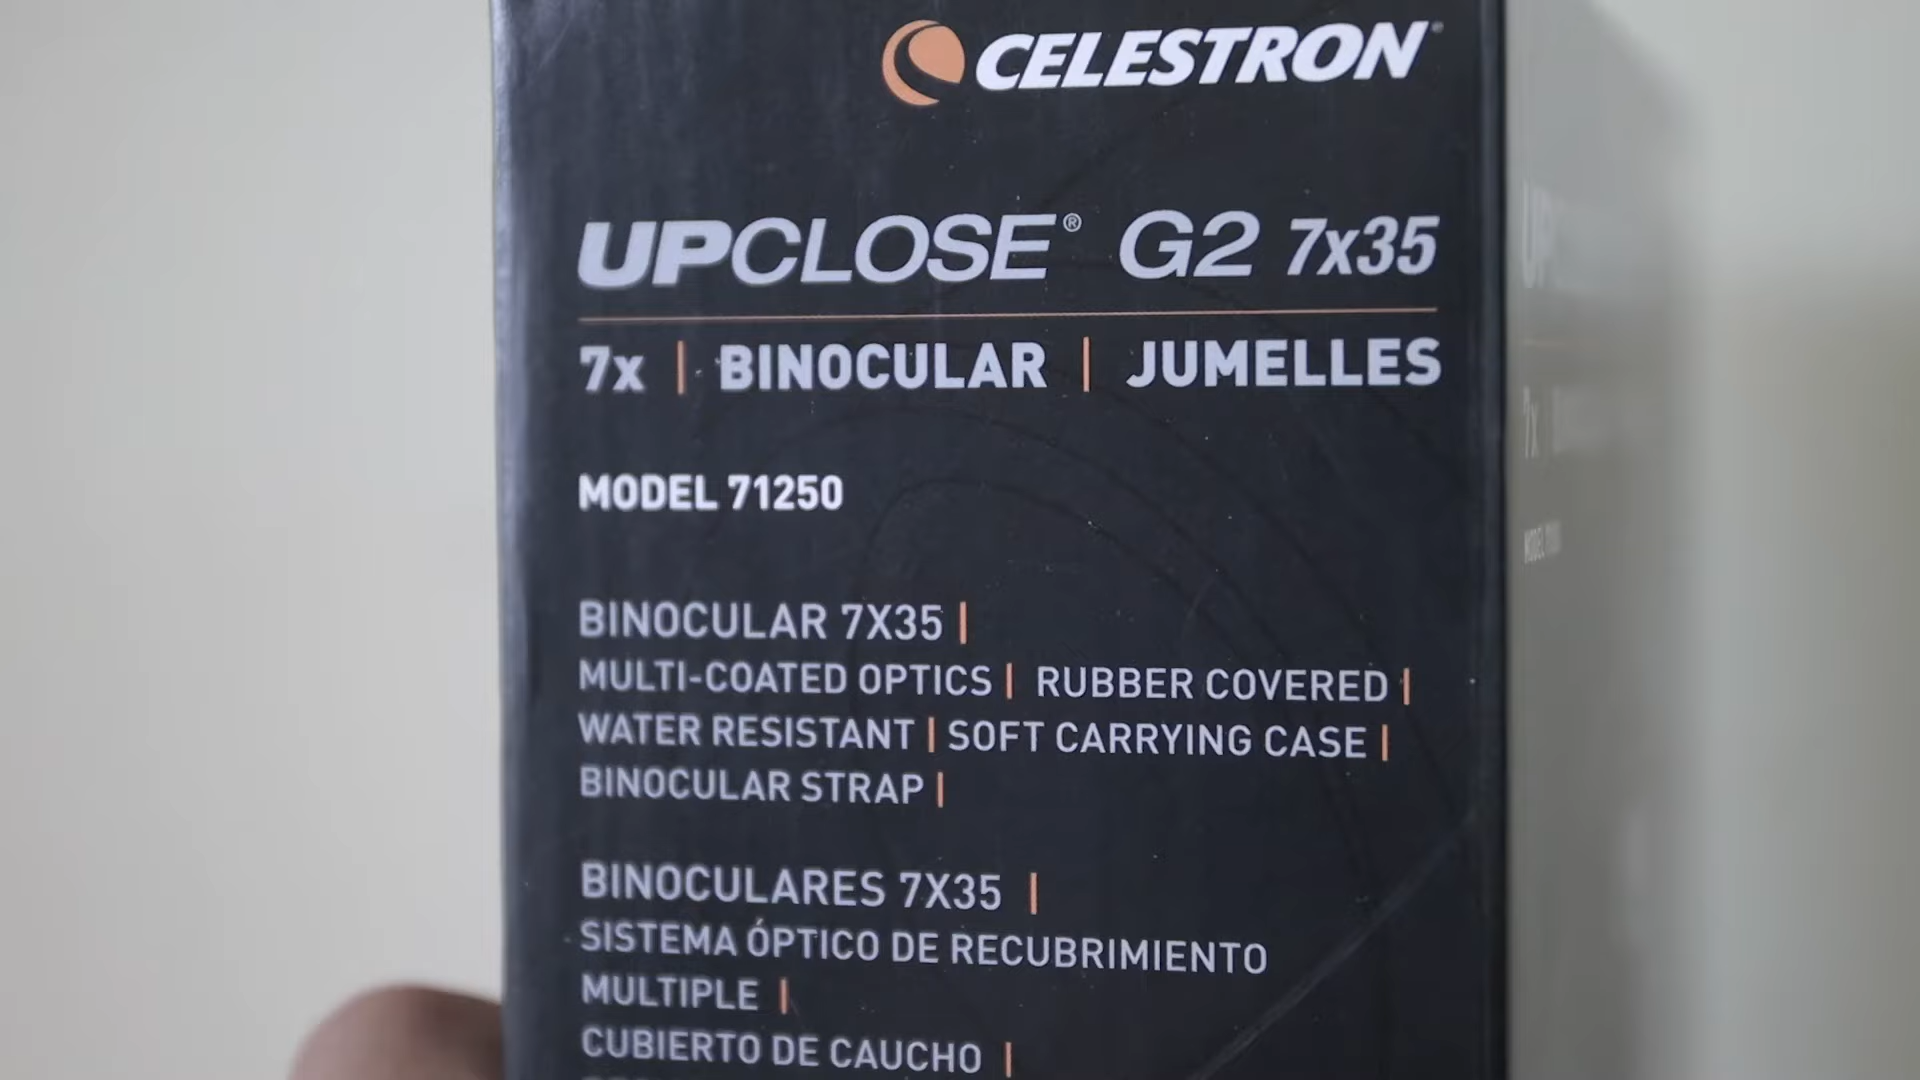 CELESTRON
UPCLOSE® G2 7x35
7x | BINOCULAR | JUMELLES
MODEL 71250
BINOCULAR 7X35 |
MULTI-COATED OPTICS | RUBBER COVERED |
WATER RESISTANT | SOFT CARRYING CASE |
BINOCULAR STRAP |
BINOCULARES 7X35 |
SISTEMA ÓPTICO DE RECUBRIMIENTO
MULTIPLE |
CUBIERTO DE CAUCHO |